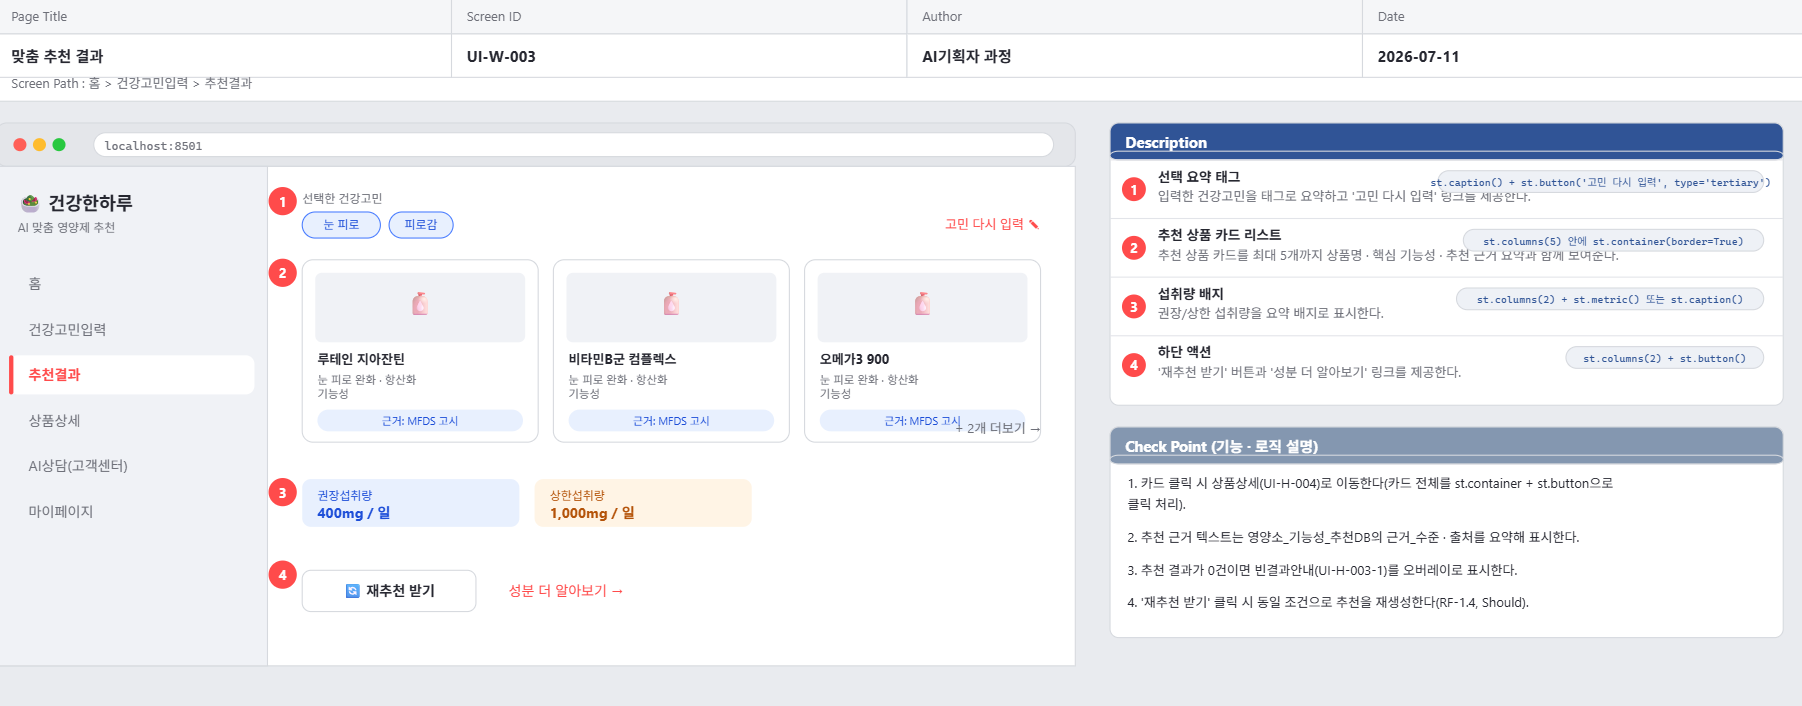 Page Title
Screen ID
Author
Date
맞춤 추천 결과
UI-W-003
AI기획자 과정
2026-07-11
Screen Path : 홈 > 건강고민입력 > 추천결과
localhost:8501
건강한하루
AI 맞춤 영양제 추천
홈
건강고민입력
추천결과
상품상세
AI상담(고객센터)
마이페이지
1
선택한 건강고민
눈 피로
피로감
고민 다시 입력
2
루테인 지아잔틴
눈 피로 완화 · 항산화
기능성
근거: MFDS 고시
비타민B군 컴플렉스
눈 피로 완화 · 항산화
기능성
근거: MFDS 고시
오메가3 900
눈 피로 완화 · 항산화
기능성
근거: MFDS 고시
+ 2개 더보기 →
3
권장섭취량
400mg / 일
상한섭취량
1,000mg / 일
4
재추천 받기
성분 더 알아보기 →
Description
1
선택 요약 태그
st.caption() + st.button('고민 다시 입력', type='tertiary')
입력한 건강고민을 태그로 요약하고 '고민 다시 입력' 링크를 제공한다.
2
추천 상품 카드 리스트
st.columns(5) 안에 st.container(border=True)
추천 상품 카드를 최대 5개까지 상품명 · 핵심 기능성 · 추천 근거 요약과 함께 보여준다.
3
섭취량 배지
st.columns(2) + st.metric() 또는 st.caption()
권장/상한 섭취량을 요약 배지로 표시한다.
4
하단 액션
st.columns(2) + st.button()
'재추천 받기' 버튼과 '성분 더 알아보기' 링크를 제공한다.
Check Point (기능 · 로직 설명)
1. 카드 클릭 시 상품상세(UI-H-004)로 이동한다(카드 전체를 st.container + st.button으로
클릭 처리).
2. 추천 근거 텍스트는 영양소_기능성_추천DB의 근거_수준 · 출처를 요약해 표시한다.
3. 추천 결과가 0건이면 빈결과안내(UI-H-003-1)를 오버레이로 표시한다.
4. '재추천 받기' 클릭 시 동일 조건으로 추천을 재생성한다(RF-1.4, Should).